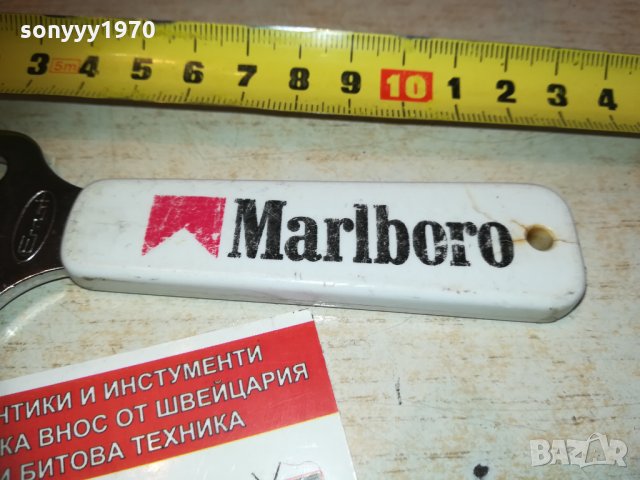 sonyyy1970
3 5m 4 5 6 7 8 9 10 1 2 3 4
Marlboro
НТИКИ И ИНСТУМЕНТИ
КА ВНОС ОТ ШВЕЙЦАРИЯ
И БИТОВА ТЕХНИКА
BAZAR